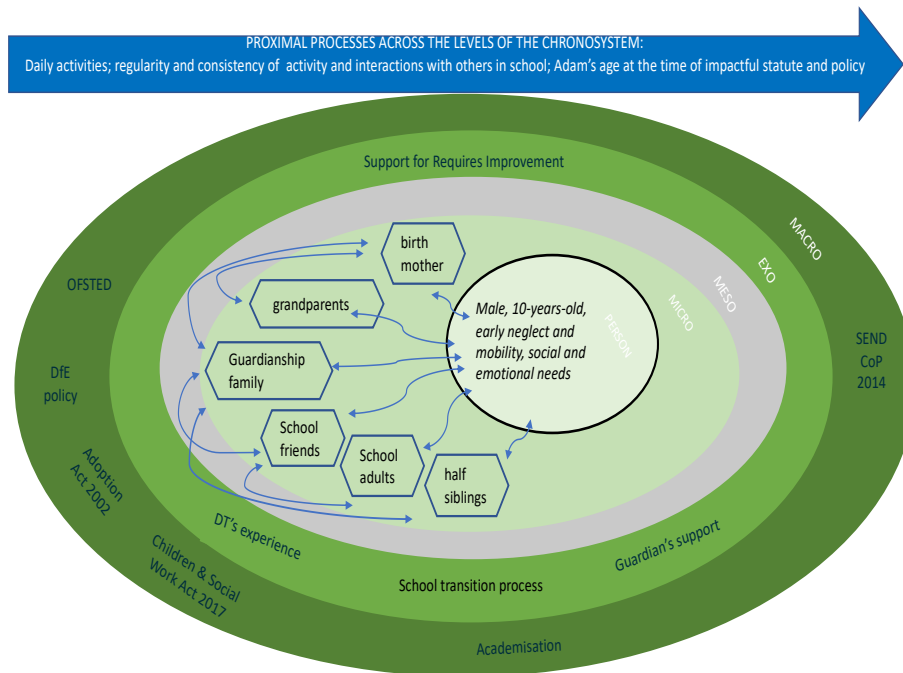 PROXIMAL PROCESSES ACROSS THE LEVELS OF THE CHRONOSYSTEM:
Daily activities; regularity and consistency of activity and interactions with others in school; Adam's age at the time of impactful statute and policy
Support for Requires Improvement
MACRO
EXO
MESO
MICRO
PERSON
birth
mother
grandparents
Guardianship
family
School
friends
School
adults
half
siblings
Male, 10-years-old,
early neglect and
mobility, social and
emotional needs
OFSTED
DfE
policy
Adoption
Act 2002
Children & Social
Work Act 2017
SEND
CoP
2014
DT's experience
School transition process
Guardian's support
Academisation